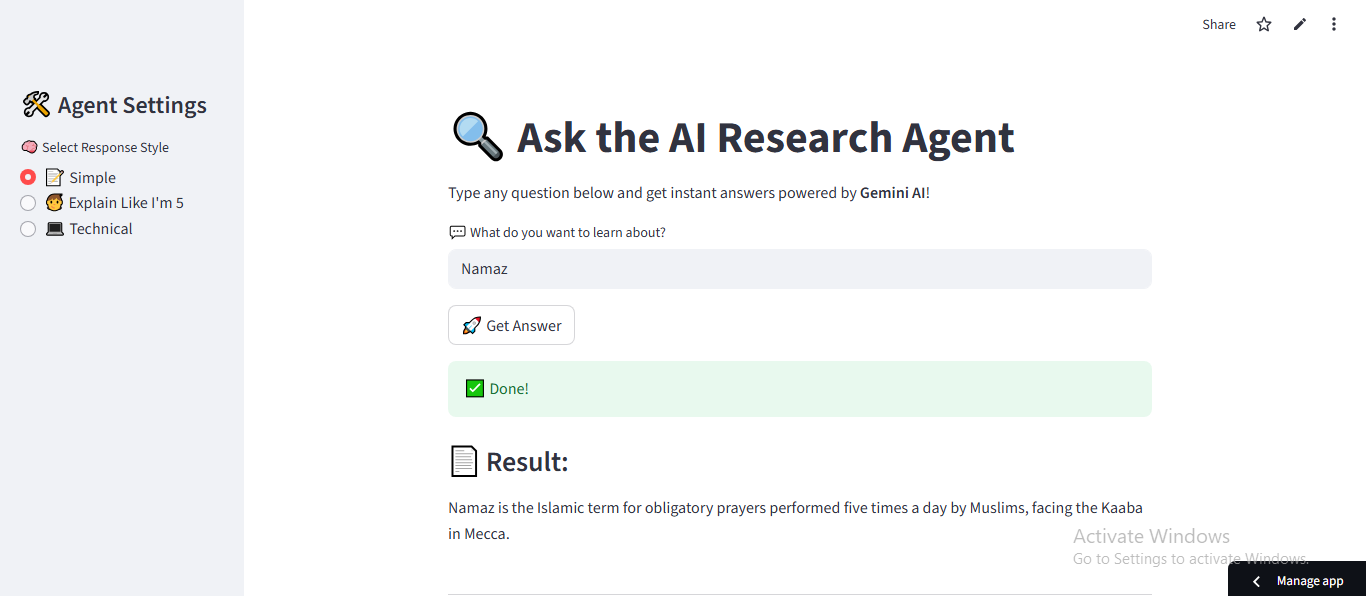 Share
🛠️ Agent Settings
🧠 Select Response Style
📝 Simple
🧒 Explain Like I'm 5
💻 Technical
🔍 Ask the AI Research Agent
Type any question below and get instant answers powered by Gemini AI!
💬 What do you want to learn about?
Namaz
🚀 Get Answer
✅ Done!
📄 Result:
Namaz is the Islamic term for obligatory prayers performed five times a day by Muslims, facing the Kaaba
in Mecca.
Activate Windows
Go to Settings to activate Windows.
Manage app